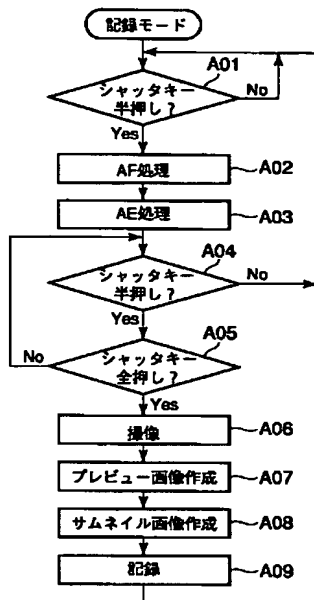 記録モード
A01
シャッタキー
半押し?
No
Yes
AF処理
A02
AE処理
A03
A04
シャッタキー
半押し?
No
Yes
A05
シャッタキー
全押し?
No
Yes
撮像
A06
プレビュー画像作成
A07
サムネイル画像作成
A08
記録
A09